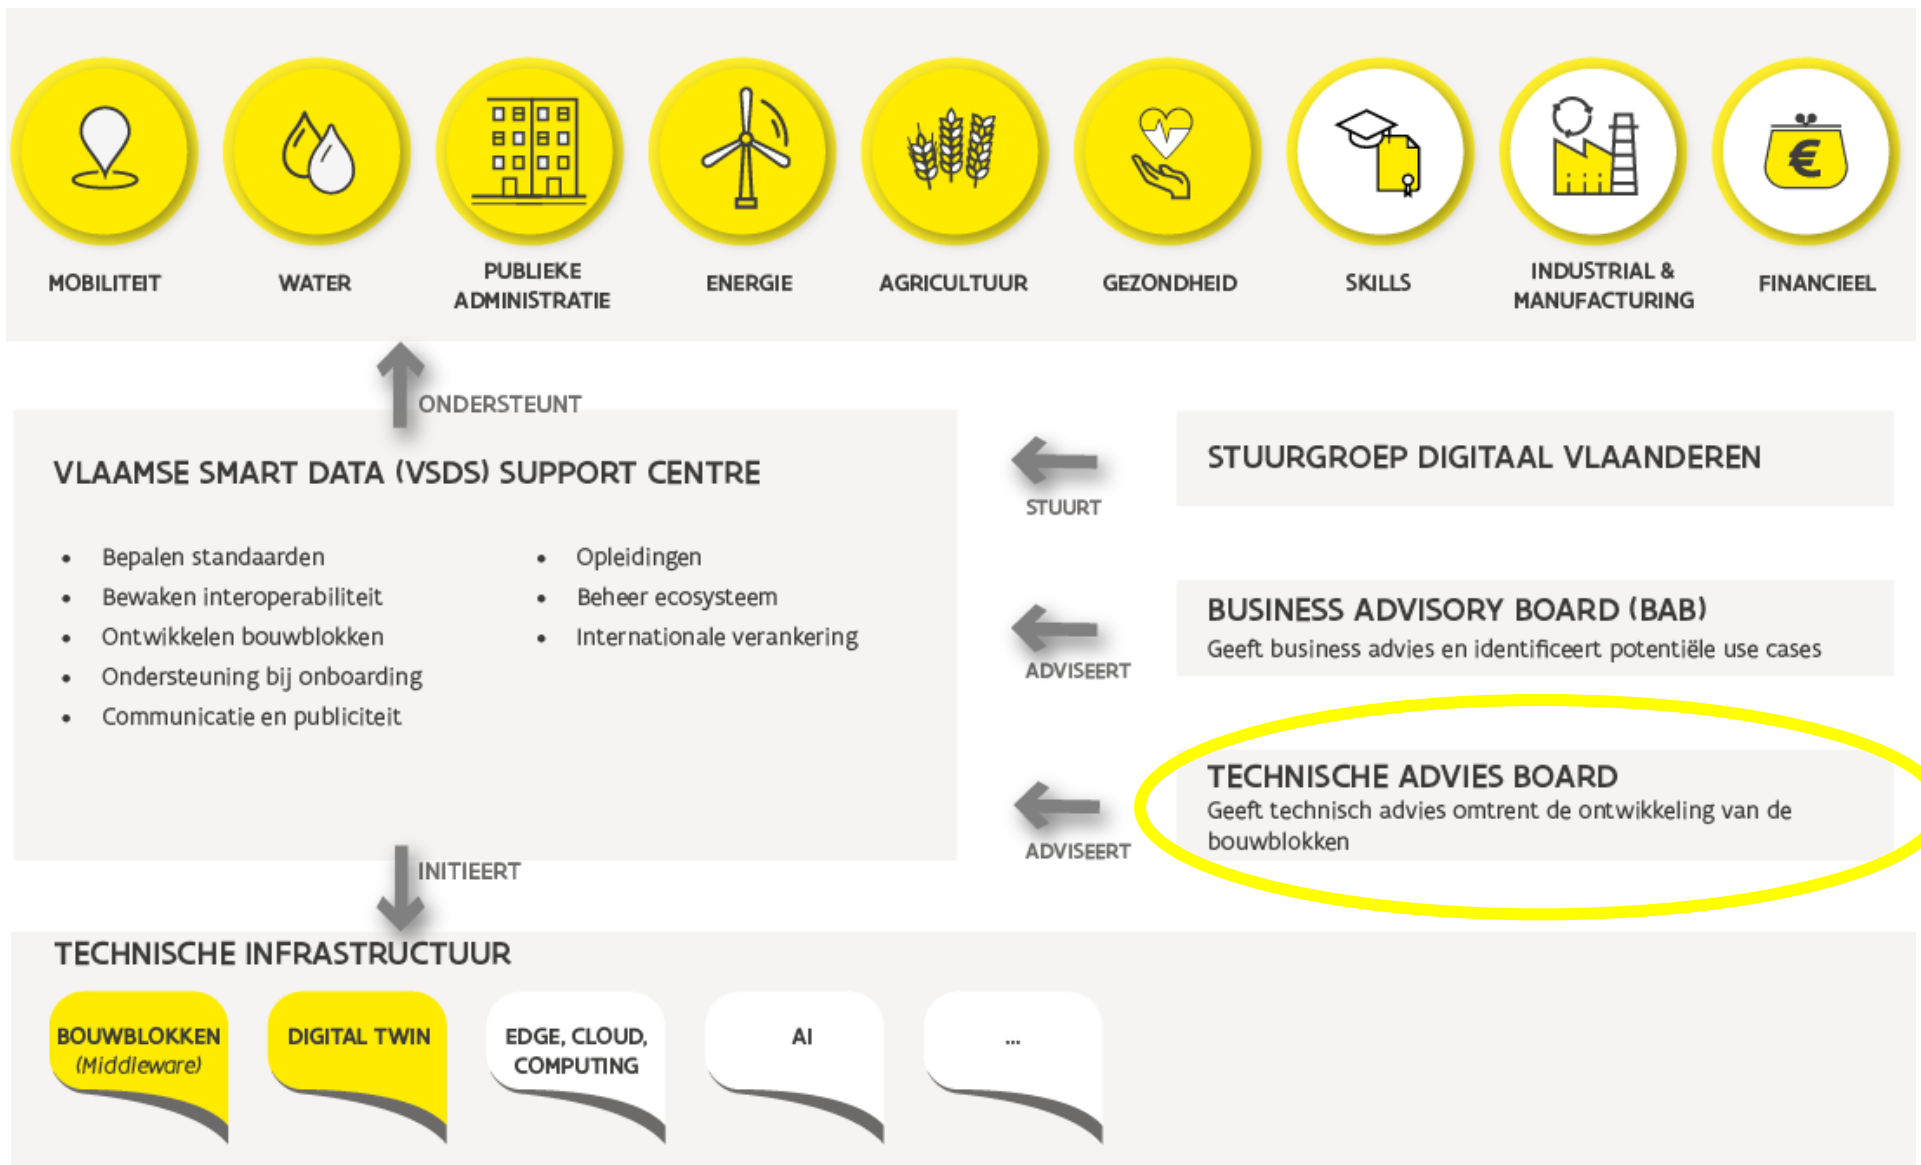 MOBILITEIT
WATER
PUBLIEKE
ADMINISTRATIE
ENERGIE
AGRICULTUUR
GEZONDHEID
SKILLS
INDUSTRIAL &
MANUFACTURING
€
FINANCIEEL
ONDERSTEUNT
VLAAMSE SMART DATA (VSDS) SUPPORT CENTRE
• Bepalen standaarden
• Bewaken interoperabiliteit
• Ontwikkelen bouwblokken
• Ondersteuning bij onboarding
• Communicatie en publiciteit
• Opleidingen
• Beheer ecosysteem
• Internationale verankering
STUURT
STUURGROEP DIGITAAL VLAANDEREN
ADVISEERT
BUSINESS ADVISORY BOARD (BAB)
Geeft business advies en identificeert potentiële use cases
ADVISEERT
TECHNISCHE ADVIES BOARD
Geeft technisch advies omtrent de ontwikkeling van de
bouwblokken
INITIEERT
TECHNISCHE INFRASTRUCTUUR
BOUWBLOKKEN
(Middleware)
DIGITAL TWIN
EDGE, CLOUD,
COMPUTING
AI
...